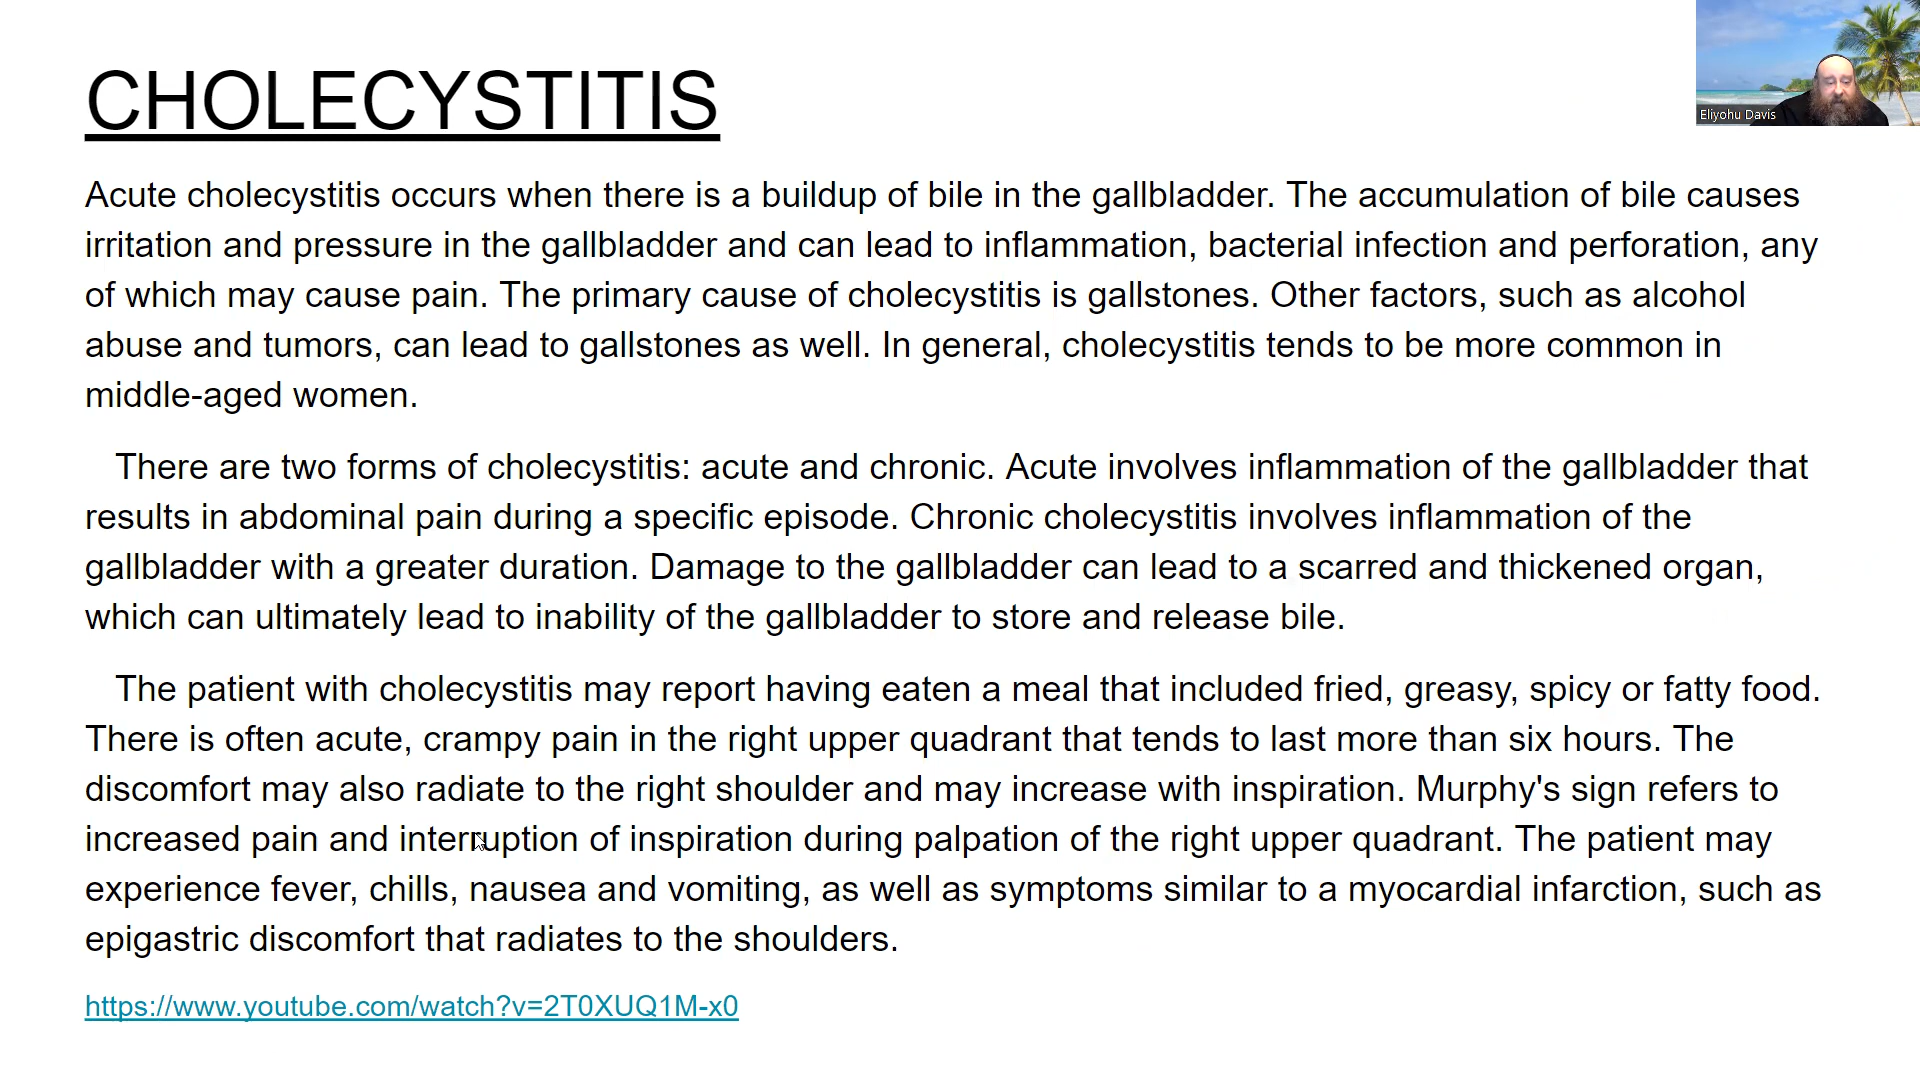 CHOLECYSTITIS
Eliyohu Davis
Acute cholecystitis occurs when there is a buildup of bile in the gallbladder. The accumulation of bile causes
irritation and pressure in the gallbladder and can lead to inflammation, bacterial infection and perforation, any
of which may cause pain. The primary cause of cholecystitis is gallstones. Other factors, such as alcohol
abuse and tumors, can lead to gallstones as well. In general, cholecystitis tends to be more common in
middle-aged women.
There are two forms of cholecystitis: acute and chronic. Acute involves inflammation of the gallbladder that
results in abdominal pain during a specific episode. Chronic cholecystitis involves inflammation of the
gallbladder with a greater duration. Damage to the gallbladder can lead to a scarred and thickened organ,
which can ultimately lead to inability of the gallbladder to store and release bile.
The patient with cholecystitis may report having eaten a meal that included fried, greasy, spicy or fatty food.
There is often acute, crampy pain in the right upper quadrant that tends to last more than six hours. The
discomfort may also radiate to the right shoulder and may increase with inspiration. Murphy's sign refers to
increased pain and interruption of inspiration during palpation of the right upper quadrant. The patient may
experience fever, chills, nausea and vomiting, as well as symptoms similar to a myocardial infarction, such as
epigastric discomfort that radiates to the shoulders.
https://www.youtube.com/watch?v=2T0XUQ1M-x0